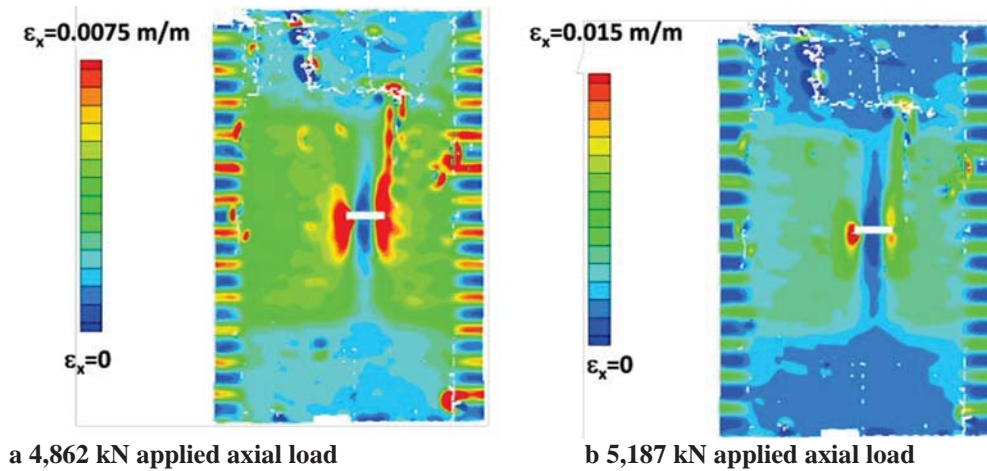 εₓ=0.0075 m/m
εₓ=0
εₓ=0.015 m/m
εₓ=0
a 4,862 kN applied axial load
b 5,187 kN applied axial load